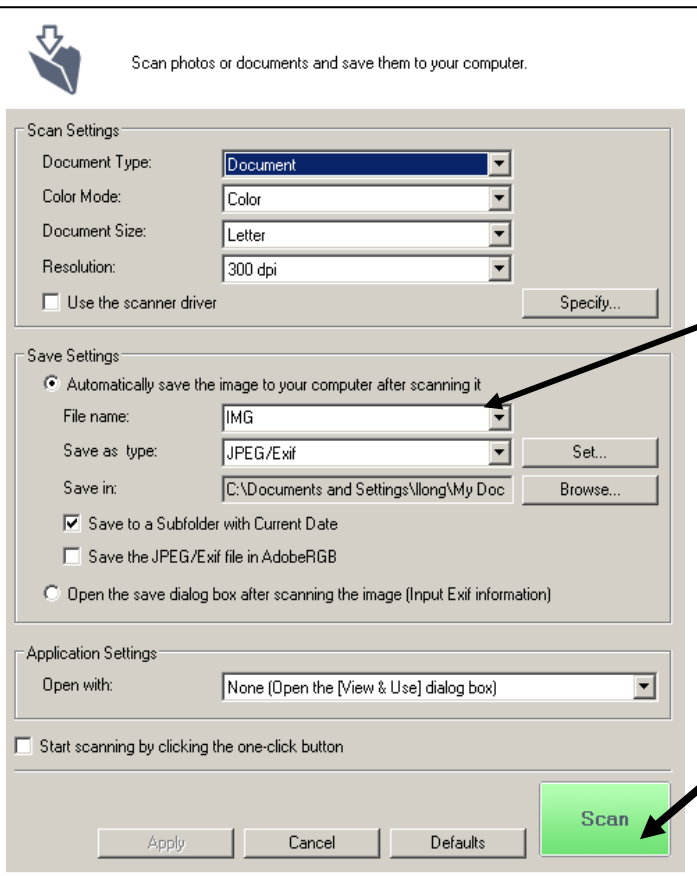 Scan photos or documents and save them to your computer.
Scan Settings
Document Type: Document
Color Mode: Color
Document Size: Letter
Resolution: 300 dpi
Use the scanner driver Specify...
Save Settings
Automatically save the image to your computer after scanning it
File name: IMG
Save as type: JPEG/Exif Set...
Save in: C:\Documents and Settings\llong\My Doc Browse...
Save to a Subfolder with Current Date
Save the JPEG/Exif file in AdobeRGB
Open the save dialog box after scanning the image (Input Exif information)
Application Settings
Open with: None (Open the [View & Use] dialog box)
Start scanning by clicking the one-click button
Apply Cancel Defaults Scan